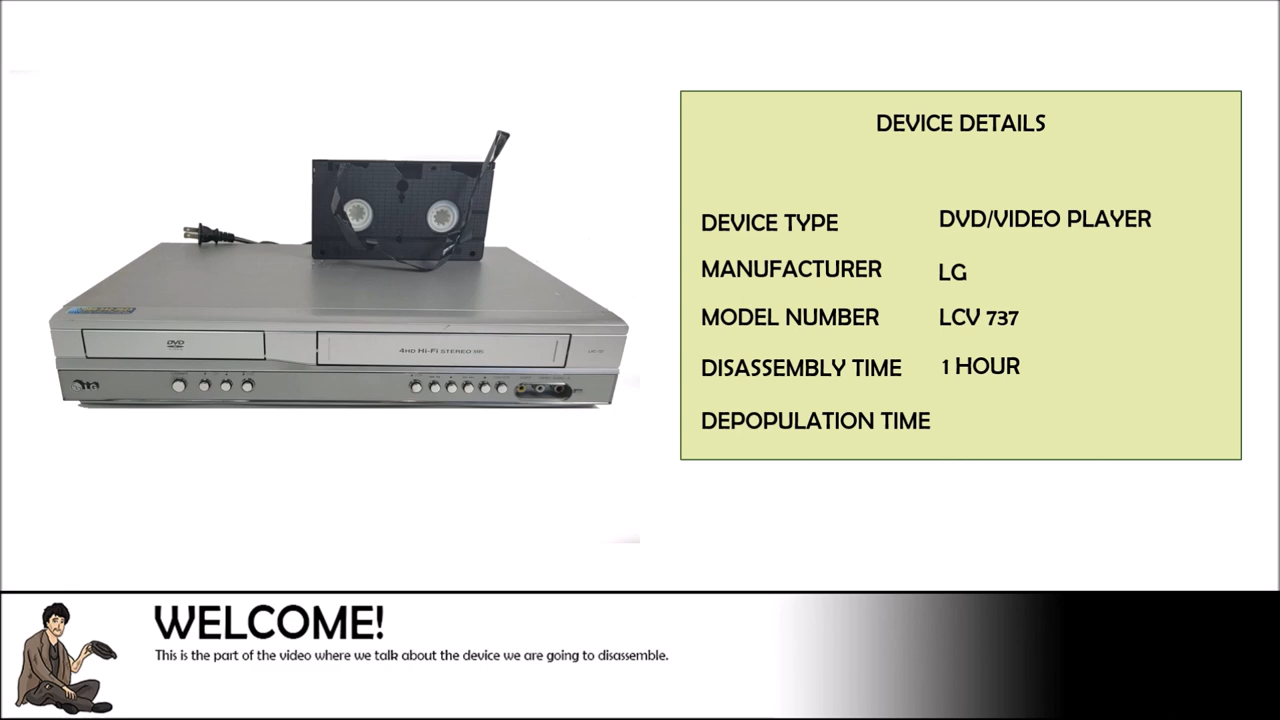 DEVICE DETAILS
DEVICE TYPE DVD/VIDEO PLAYER
MANUFACTURER LG
MODEL NUMBER LCV 737
DISASSEMBLY TIME 1 HOUR
DEPOPULATION TIME
DVD
4HD Hi-Fi STEREO
WELCOME!
This is the part of the video where we talk about the device we are going to disassemble.